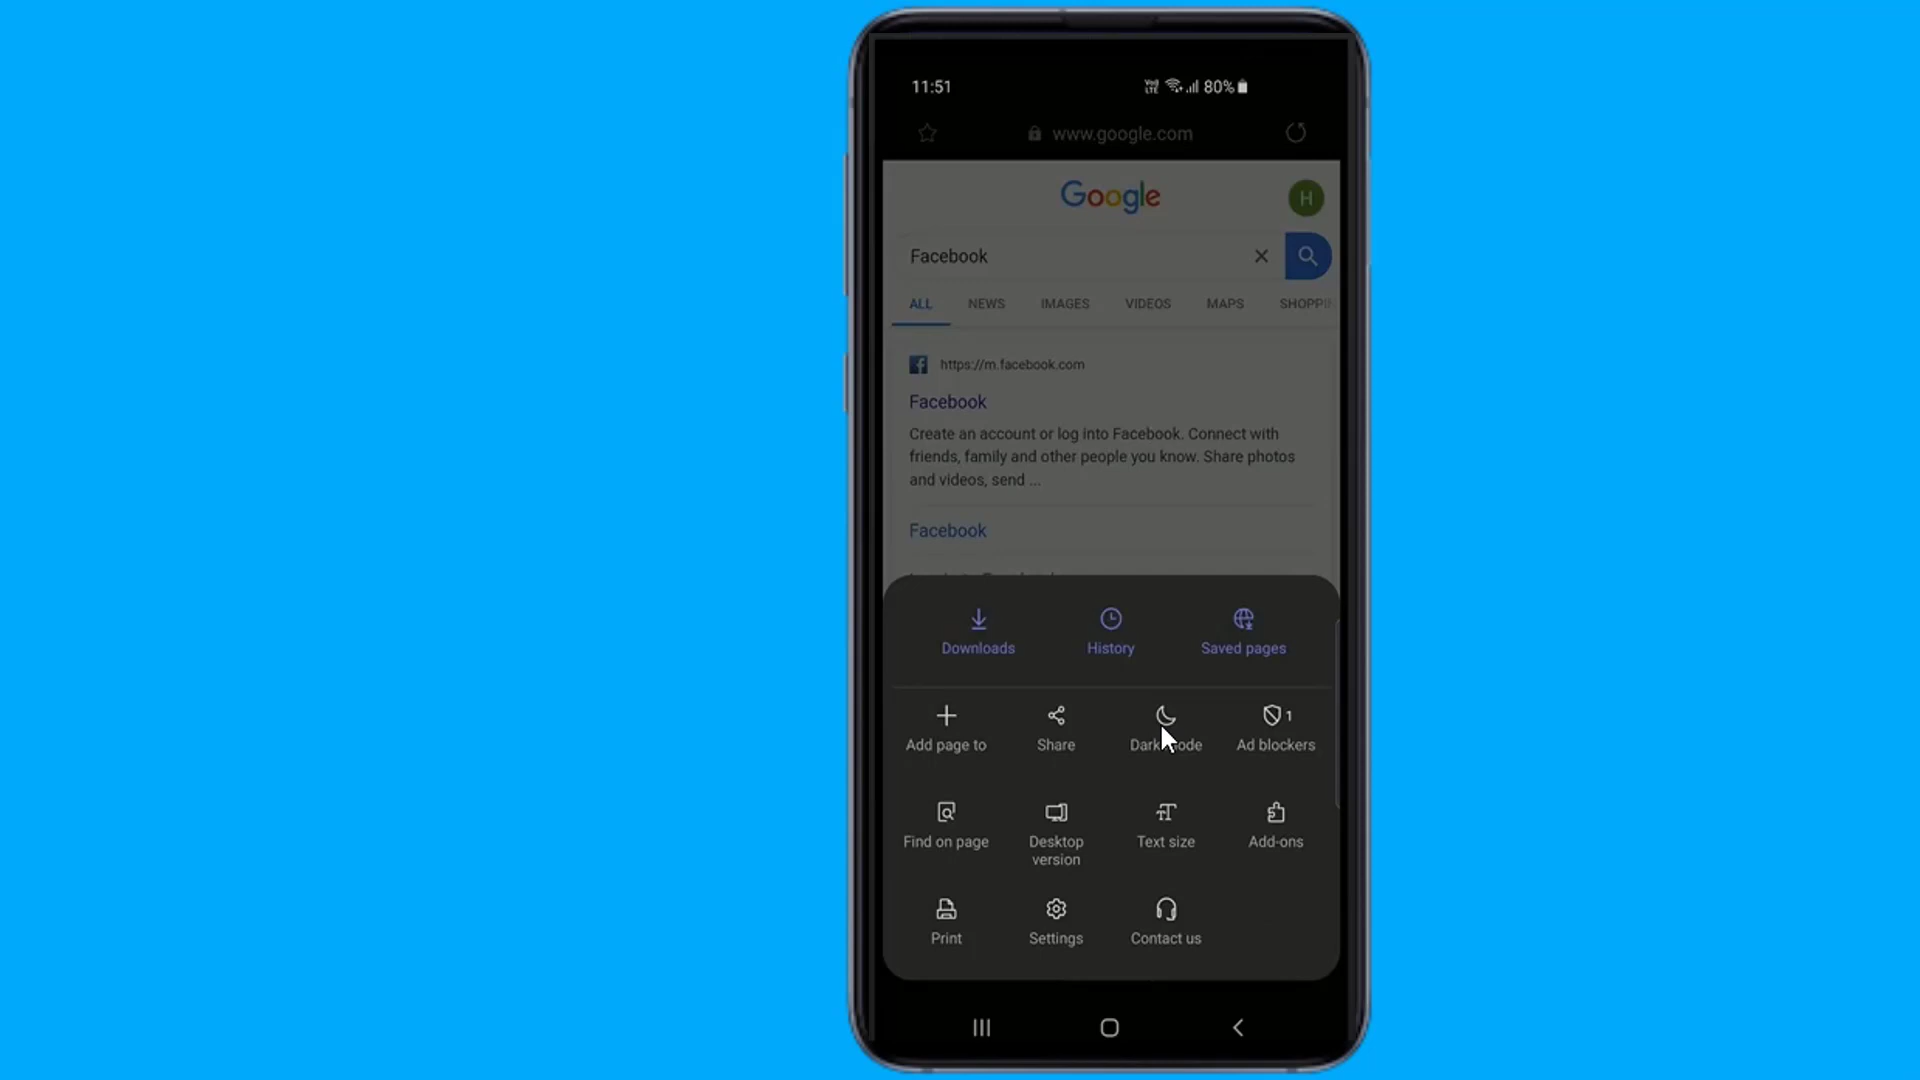 11:51
80%
www.google.com
Google
H
Facebook
ALL NEWS IMAGES VIDEOS MAPS SHOPPIN
https://m.facebook.com
Facebook
Create an account or log into Facebook. Connect with
friends, family and other people you know. Share photos
and videos, send ...
Facebook
Downloads History Saved pages
1
Add page to Share Dark mode Ad blockers
Find on page Desktop version Text size Add-ons
Print Settings Contact us